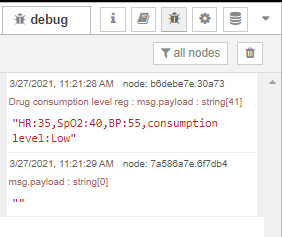 debug
all nodes
3/27/2021, 11:21:28 AM node: b6debe7e.30a73
Drug consumption level reg : msg.payload : string[41]
"HR:35,SpO2:40,BP:55,consumption
level:Low"
3/27/2021, 11:21:29 AM node: 7a586a7e.6f7db4
msg.payload : string[0]
""